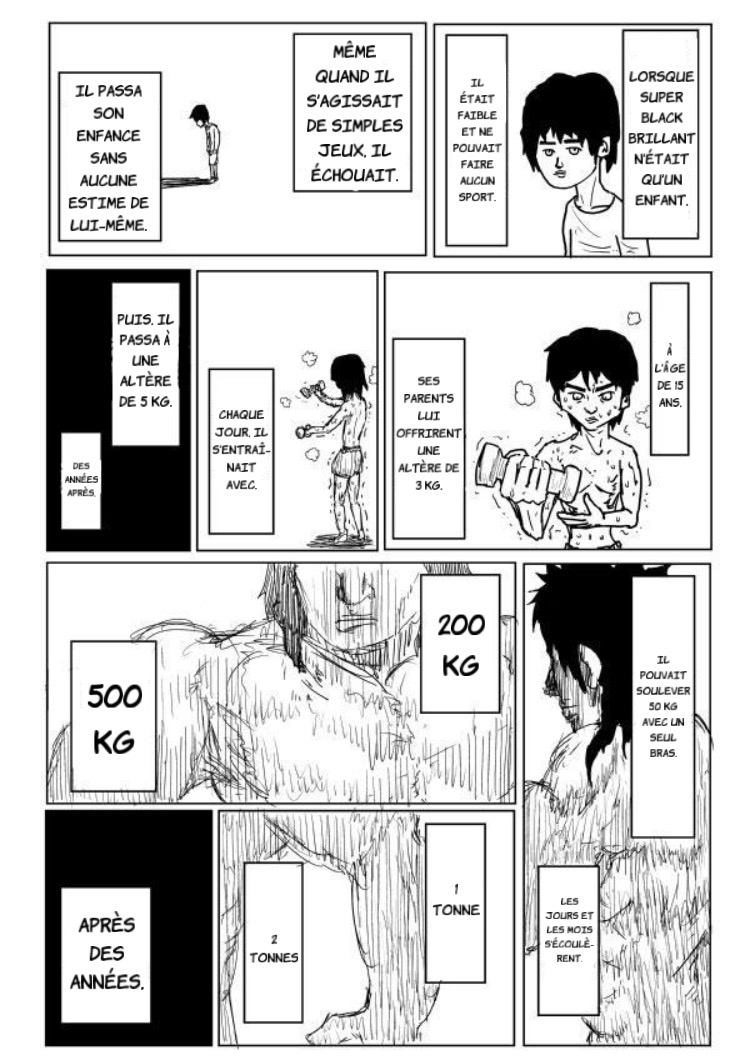 LORSQUE
SUPER
BLACK
BRILLANT
N'ÉTAIT
QU'UN
ENFANT.
IL
ÉTAIT
FAIBLE
ET NE
POUVAIT
FAIRE
AUCUN
SPORT.
MÊME
QUAND IL
S'AGISSAIT
DE SIMPLES
JEUX, IL
ÉCHOUAIT.
IL PASSA
SON
ENFANCE
SANS
AUCUNE
ESTIME DE
LUI-MÊME.
À
L'ÂGE
DE 15
ANS.
SES
PARENTS
LUI
OFFRIRENT
UNE
ALTÈRE DE
3 KG.
CHAQUE
JOUR, IL
S'ENTRAÎ-
NAIT
AVEC.
PUIS, IL
PASSA À
UNE
ALTÈRE
DE 5 KG.
DES
ANNÉES
APRÈS.
IL
POUVAIT
SOULEVER
50 KG
AVEC UN
SEUL
BRAS.
LES
JOURS ET
LES MOIS
S'ÉCOULÈ-
RENT.
200
KG
500
KG
1
TONNE
2
TONNES
APRÈS
DES
ANNÉES.